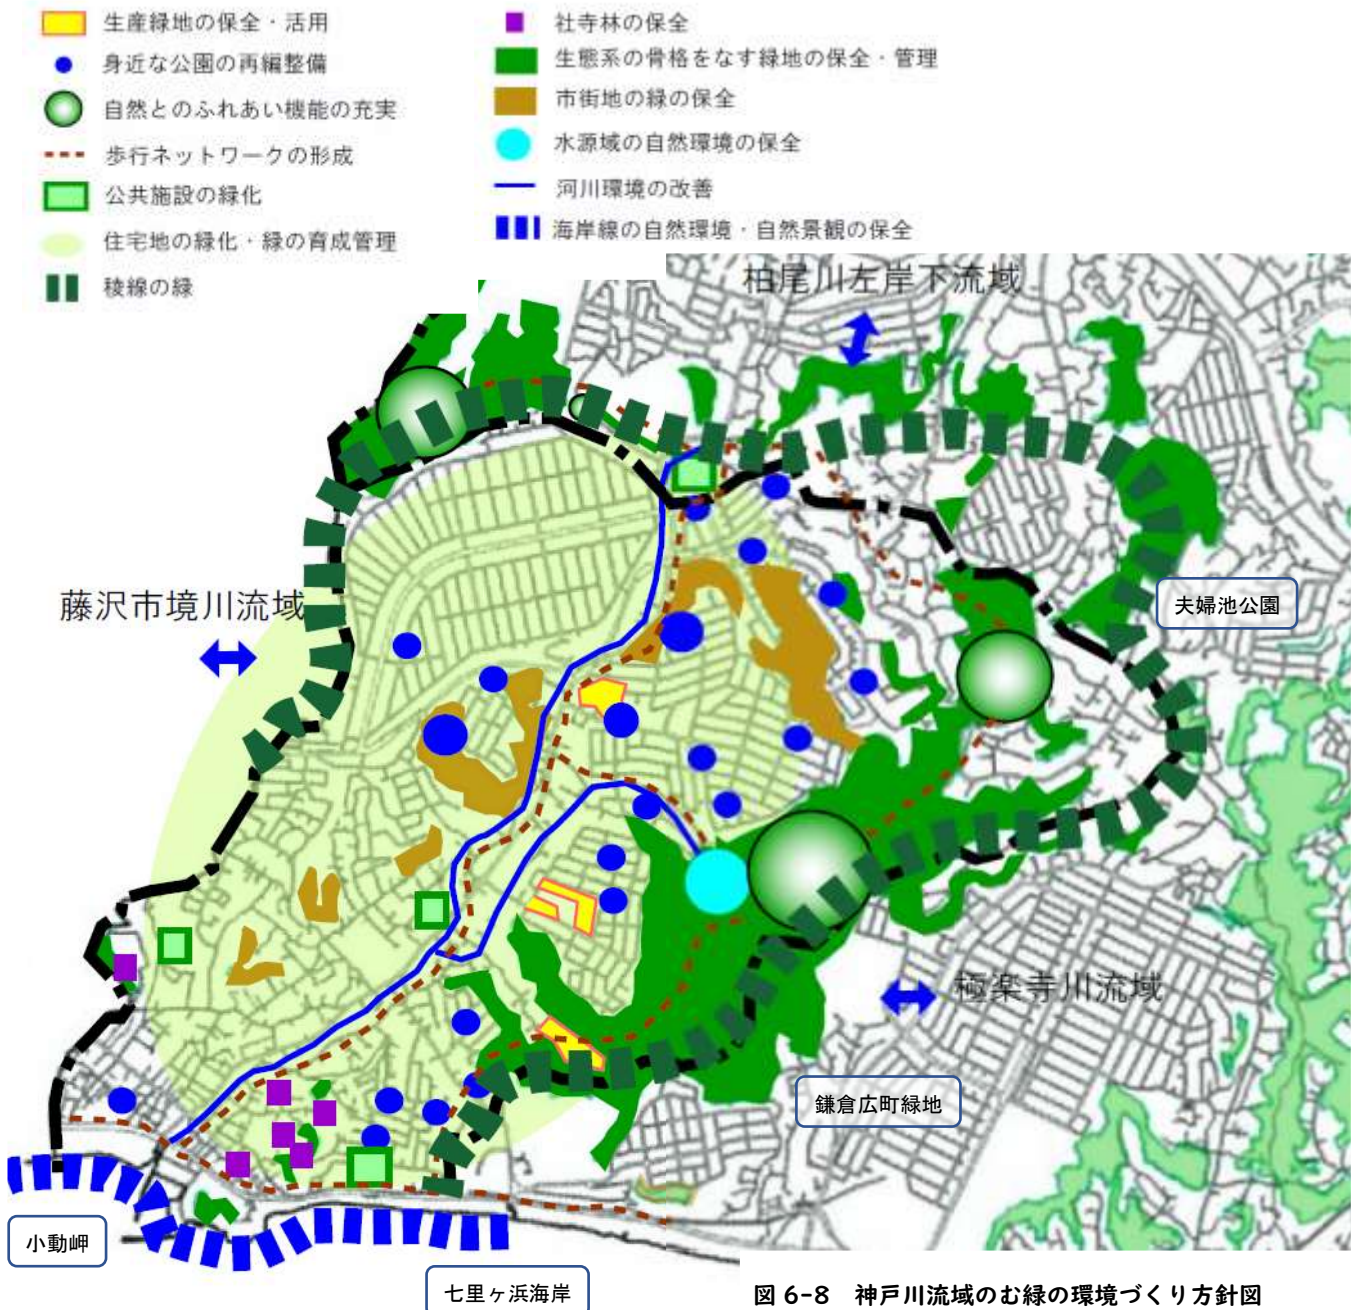 生産緑地の保全・活用
身近な公園の再編整備
自然とのふれあい機能の充実
歩行ネットワークの形成
公共施設の緑化
住宅地の緑化・緑の育成管理
稜線の緑
社寺林の保全
生態系の骨格をなす緑地の保全・管理
市街地の緑の保全
水源域の自然環境の保全
河川環境の改善
海岸線の自然環境・自然景観の保全
柏尾川左岸下流域
藤沢市境川流域
夫婦池公園
極楽寺川流域
鎌倉広町緑地
小動岬
七里ヶ浜海岸
図 6-8　神戸川流域のむ緑の環境づくり方針図